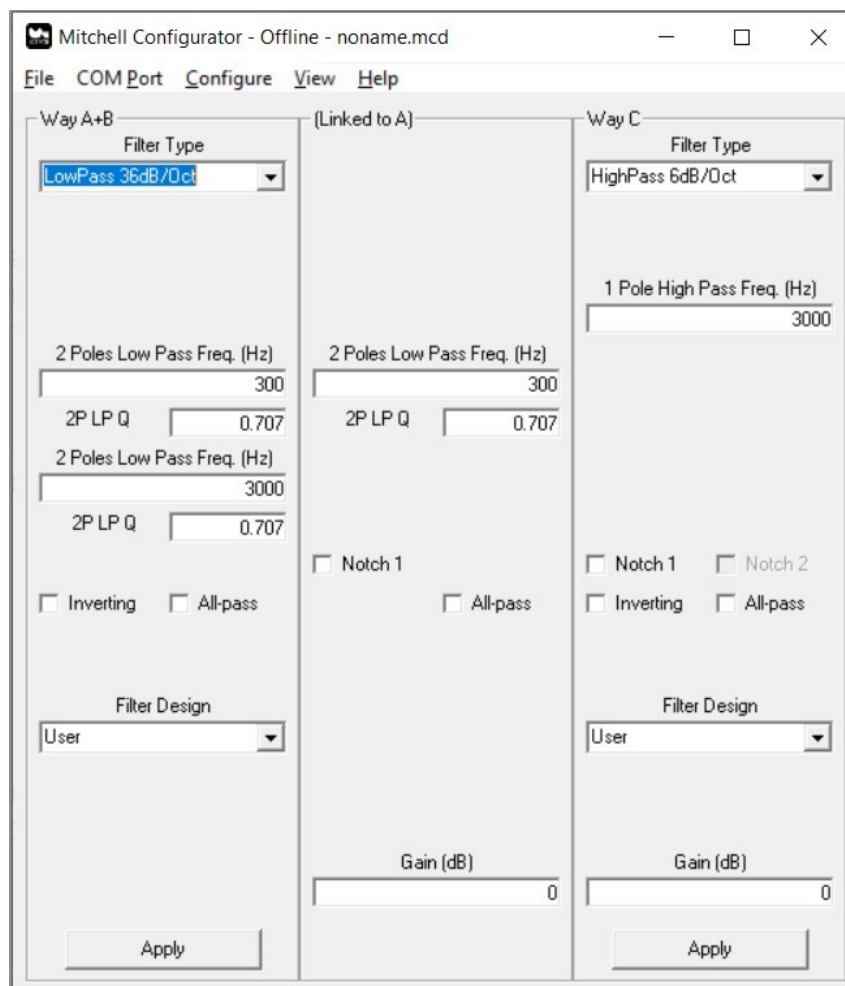 Mitchell Configurator - Offline - noname.mcd
File COM Port Configure View Help
Way A+B
Filter Type
LowPass 36dB/Oct
2 Poles Low Pass Freq. (Hz)
300
2P LP Q 0.707
2 Poles Low Pass Freq. (Hz)
3000
2P LP Q 0.707
Inverting All-pass
Filter Design
User
Apply
(Linked to A)
2 Poles Low Pass Freq. (Hz)
300
2P LP Q 0.707
Notch 1
All-pass
Gain (dB)
0
Way C
Filter Type
HighPass 6dB/Oct
1 Pole High Pass Freq. (Hz)
3000
Notch 1 Notch 2
Inverting All-pass
Filter Design
User
Gain (dB)
0
Apply